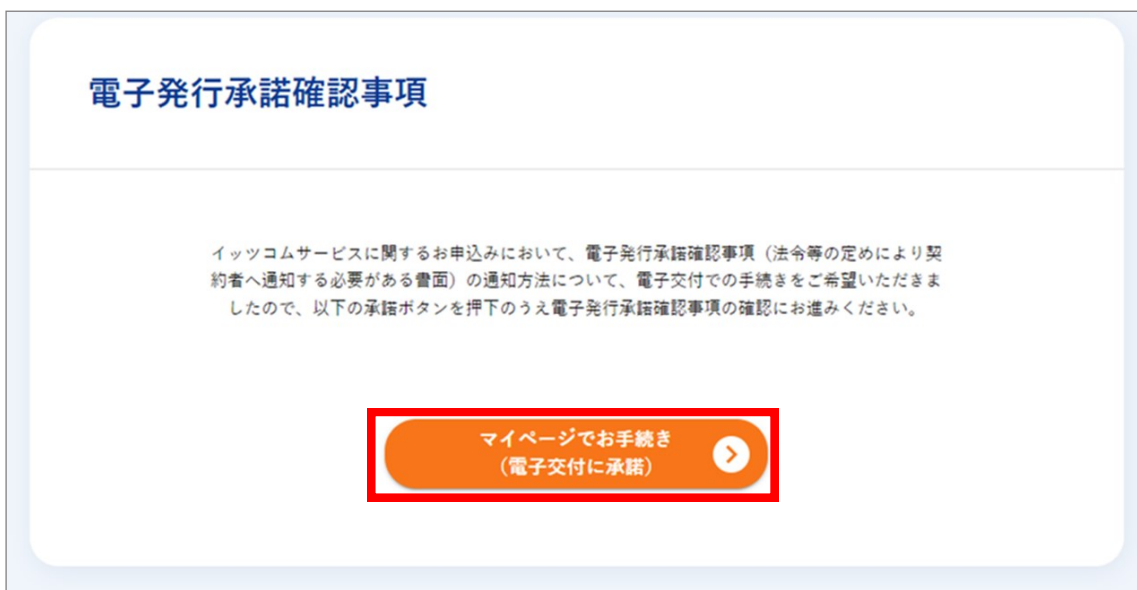 電子発行承諾確認事項
イッツコムサービスに関するお申込みにおいて、電子発行承諾確認事項（法令等の定めにより契
約者へ通知する必要がある書面）の通知方法について、電子交付での手続きをご希望いただきま
したので、以下の承諾ボタンを押下のうえ電子発行承諾確認事項の確認にお進みください。
マイページでお手続き
（電子交付に承諾）